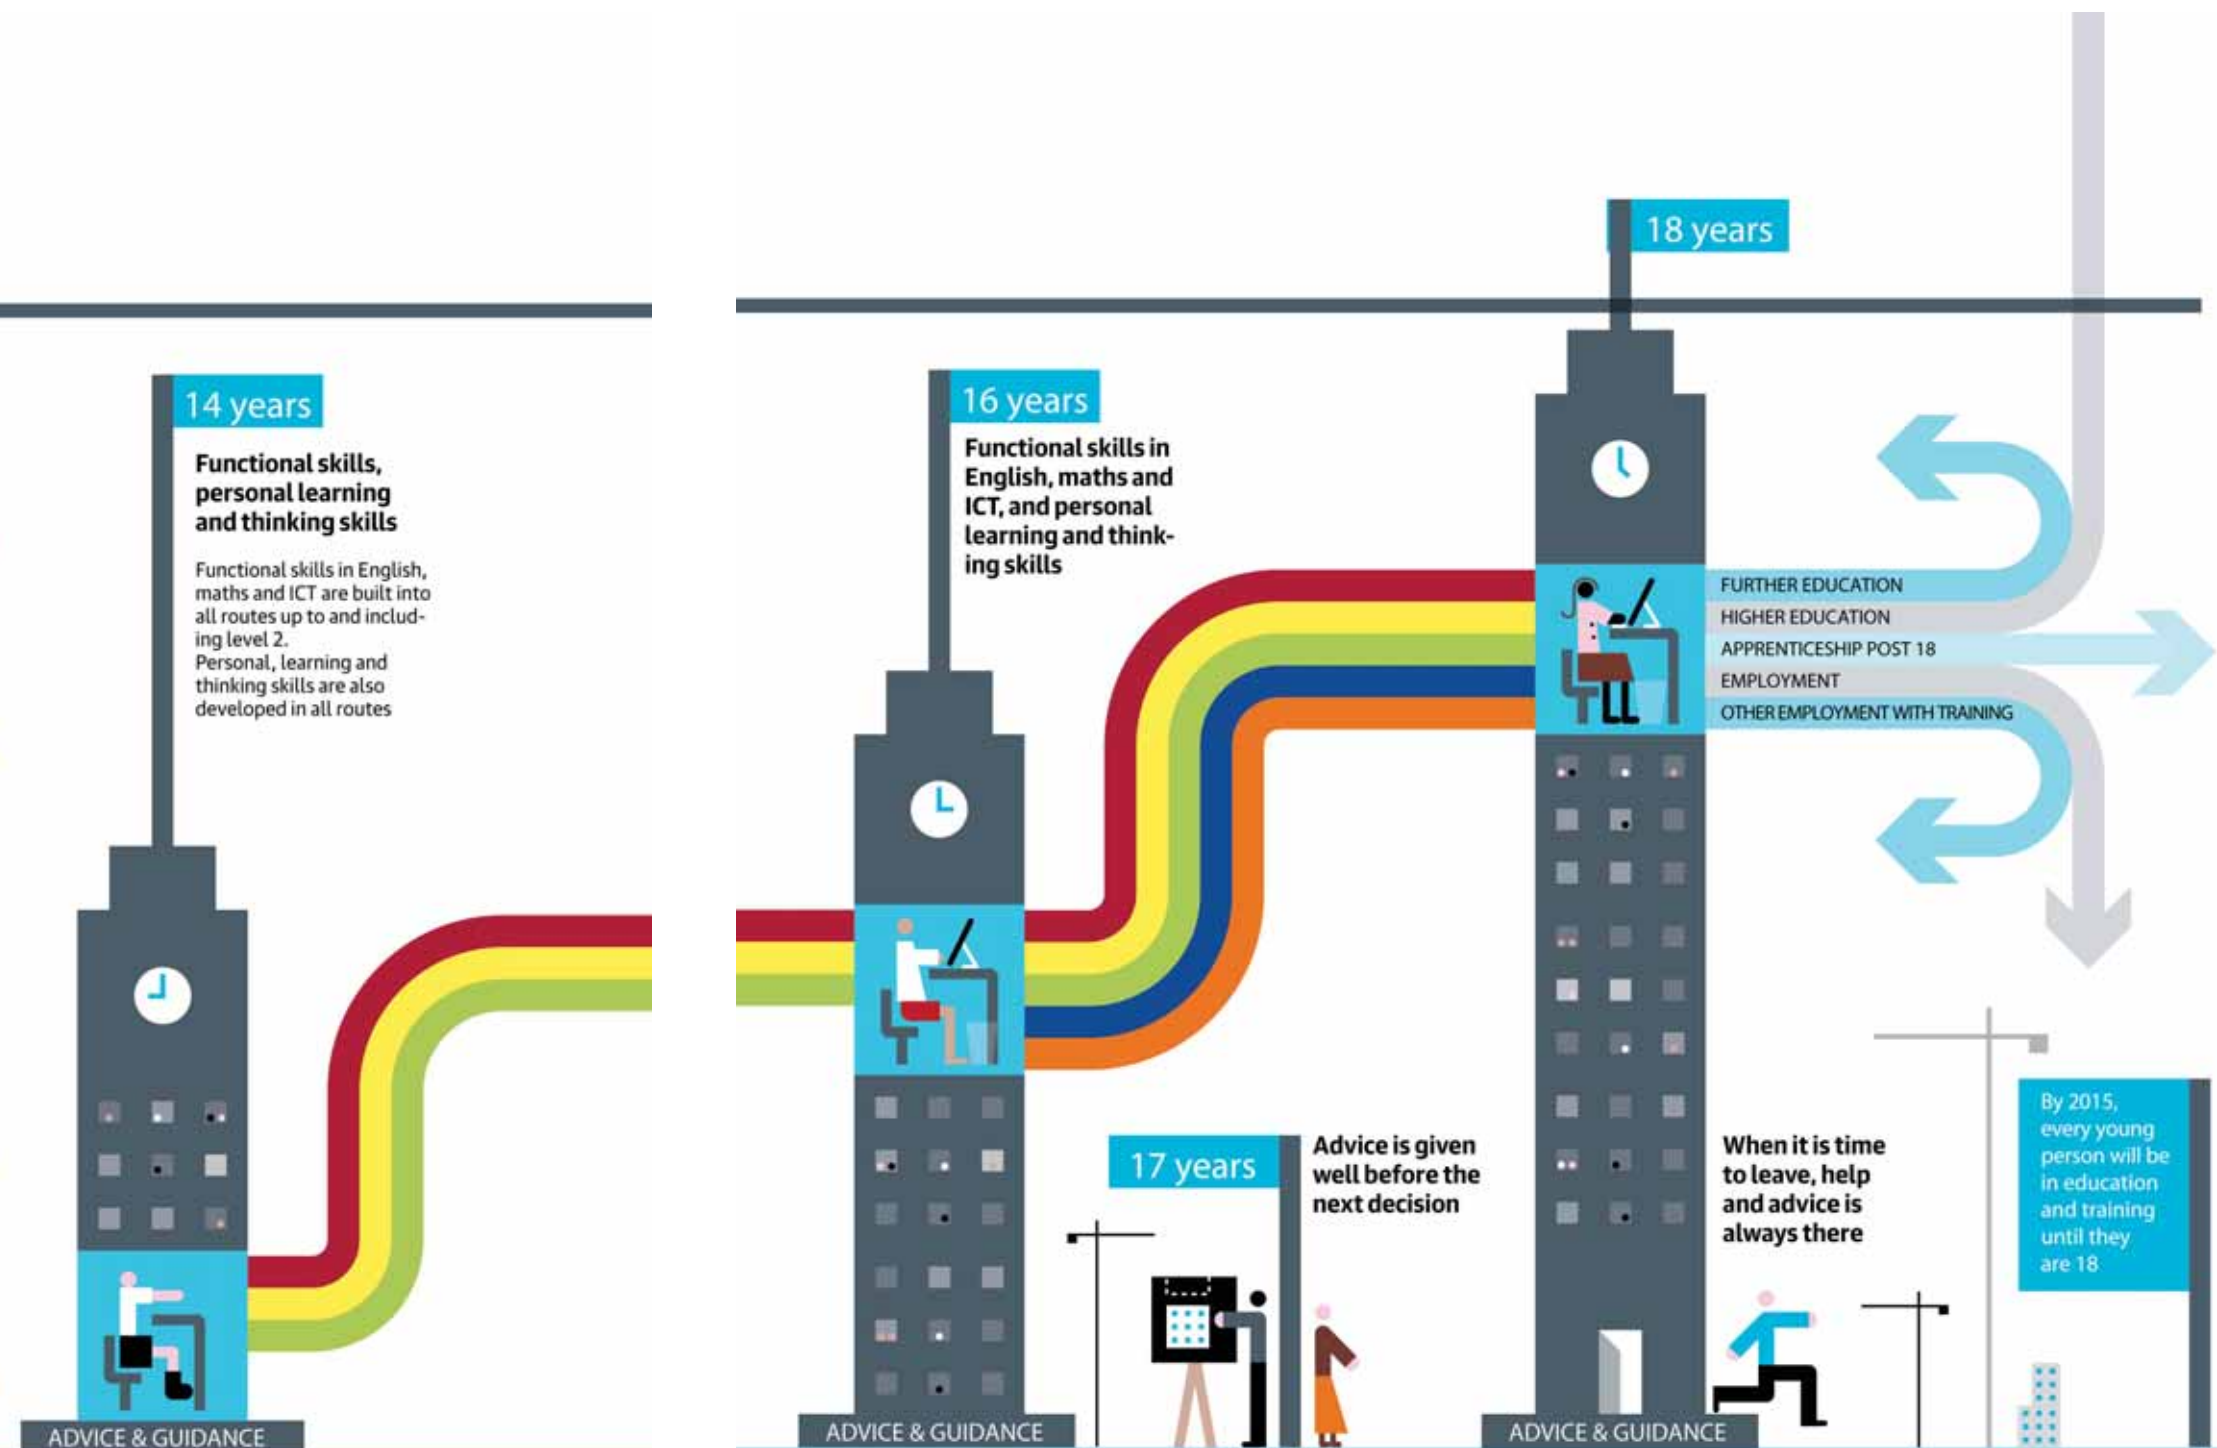 14 years
Functional skills,
personal learning
and thinking skills
Functional skills in English,
maths and ICT are built into
all routes up to and includ-
ing level 2.
Personal, learning and
thinking skills are also
developed in all routes
ADVICE & GUIDANCE
16 years
Functional skills in
English, maths and
ICT, and personal
learning and think-
ing skills
ADVICE & GUIDANCE
17 years
Advice is given
well before the
next decision
18 years
FURTHER EDUCATION
HIGHER EDUCATION
APPRENTICESHIP POST 18
EMPLOYMENT
OTHER EMPLOYMENT WITH TRAINING
When it is time
to leave, help
and advice is
always there
ADVICE & GUIDANCE
By 2015,
every young
person will be
in education
and training
until they
are 18